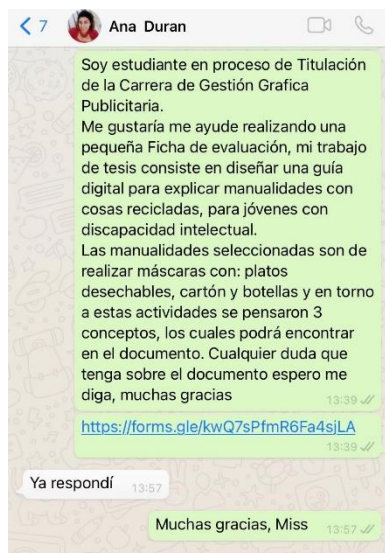 7 Ana Duran
Soy estudiante en proceso de Titulación
de la Carrera de Gestión Grafica
Publicitaria.
Me gustaría me ayude realizando una
pequeña Ficha de evaluación, mi trabajo
de tesis consiste en diseñar una guía
digital para explicar manualidades con
cosas recicladas, para jóvenes con
discapacidad intelectual.
Las manualidades seleccionadas son de
realizar máscaras con: platos
desechables, cartón y botellas y en torno
a estas actividades se pensaron 3
conceptos, los cuales podrá encontrar
en el documento. Cualquier duda que
tenga sobre el documento espero me
diga, muchas gracias 13:39
https://forms.gle/kwQ7sPfmR6Fa4sjLA
13:39
Ya respondí 13:57
Muchas gracias, Miss 13:57